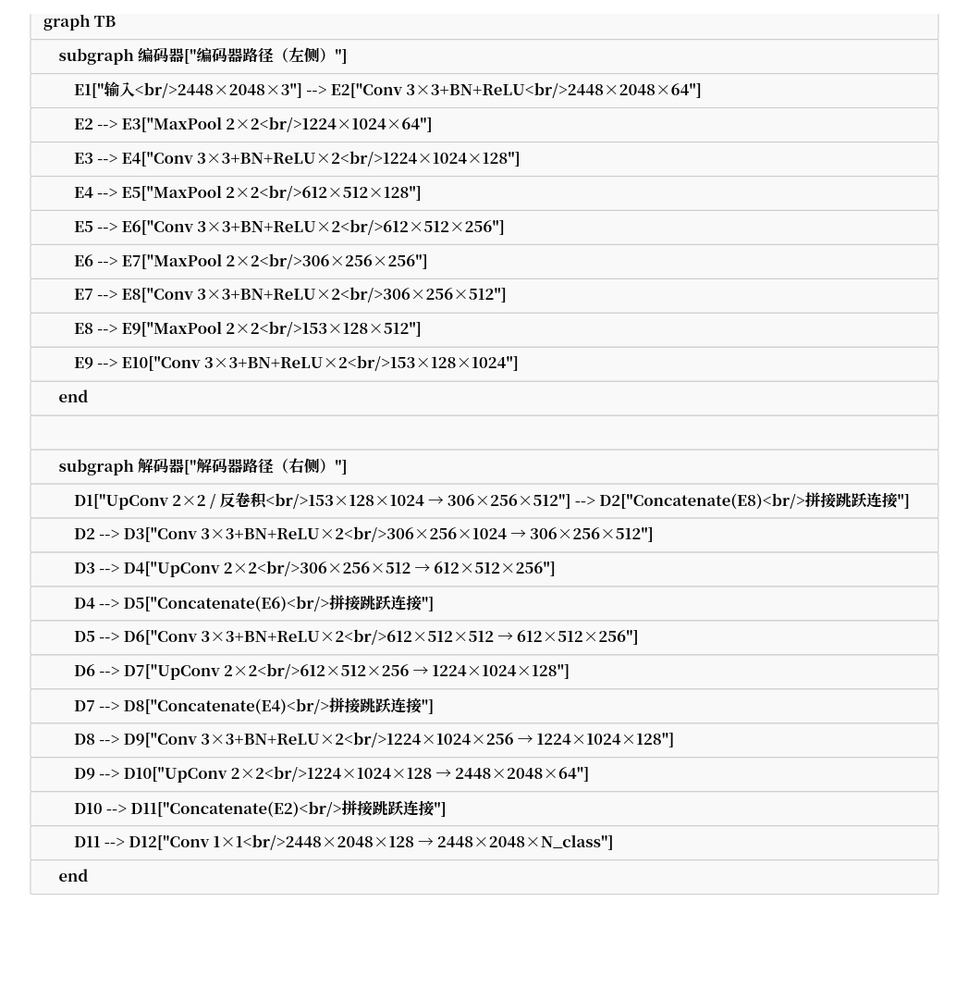 graph TB
subgraph 编码器["编码器路径（左侧）"]
E1["输入<br/>2448×2048×3"] --> E2["Conv 3×3+BN+ReLU<br/>2448×2048×64"]
E2 --> E3["MaxPool 2×2<br/>1224×1024×64"]
E3 --> E4["Conv 3×3+BN+ReLU×2<br/>1224×1024×128"]
E4 --> E5["MaxPool 2×2<br/>612×512×128"]
E5 --> E6["Conv 3×3+BN+ReLU×2<br/>612×512×256"]
E6 --> E7["MaxPool 2×2<br/>306×256×256"]
E7 --> E8["Conv 3×3+BN+ReLU×2<br/>306×256×512"]
E8 --> E9["MaxPool 2×2<br/>153×128×512"]
E9 --> E10["Conv 3×3+BN+ReLU×2<br/>153×128×1024"]
end
subgraph 解码器["解码器路径（右侧）"]
D1["UpConv 2×2 / 反卷积<br/>153×128×1024 → 306×256×512"] --> D2["Concatenate(E8)<br/>拼接跳跃连接"]
D2 --> D3["Conv 3×3+BN+ReLU×2<br/>306×256×1024 → 306×256×512"]
D3 --> D4["UpConv 2×2<br/>306×256×512 → 612×512×256"]
D4 --> D5["Concatenate(E6)<br/>拼接跳跃连接"]
D5 --> D6["Conv 3×3+BN+ReLU×2<br/>612×512×512 → 612×512×256"]
D6 --> D7["UpConv 2×2<br/>612×512×256 → 1224×1024×128"]
D7 --> D8["Concatenate(E4)<br/>拼接跳跃连接"]
D8 --> D9["Conv 3×3+BN+ReLU×2<br/>1224×1024×256 → 1224×1024×128"]
D9 --> D10["UpConv 2×2<br/>1224×1024×128 → 2448×2048×64"]
D10 --> D11["Concatenate(E2)<br/>拼接跳跃连接"]
D11 --> D12["Conv 1×1<br/>2448×2048×128 → 2448×2048×N_class"]
end